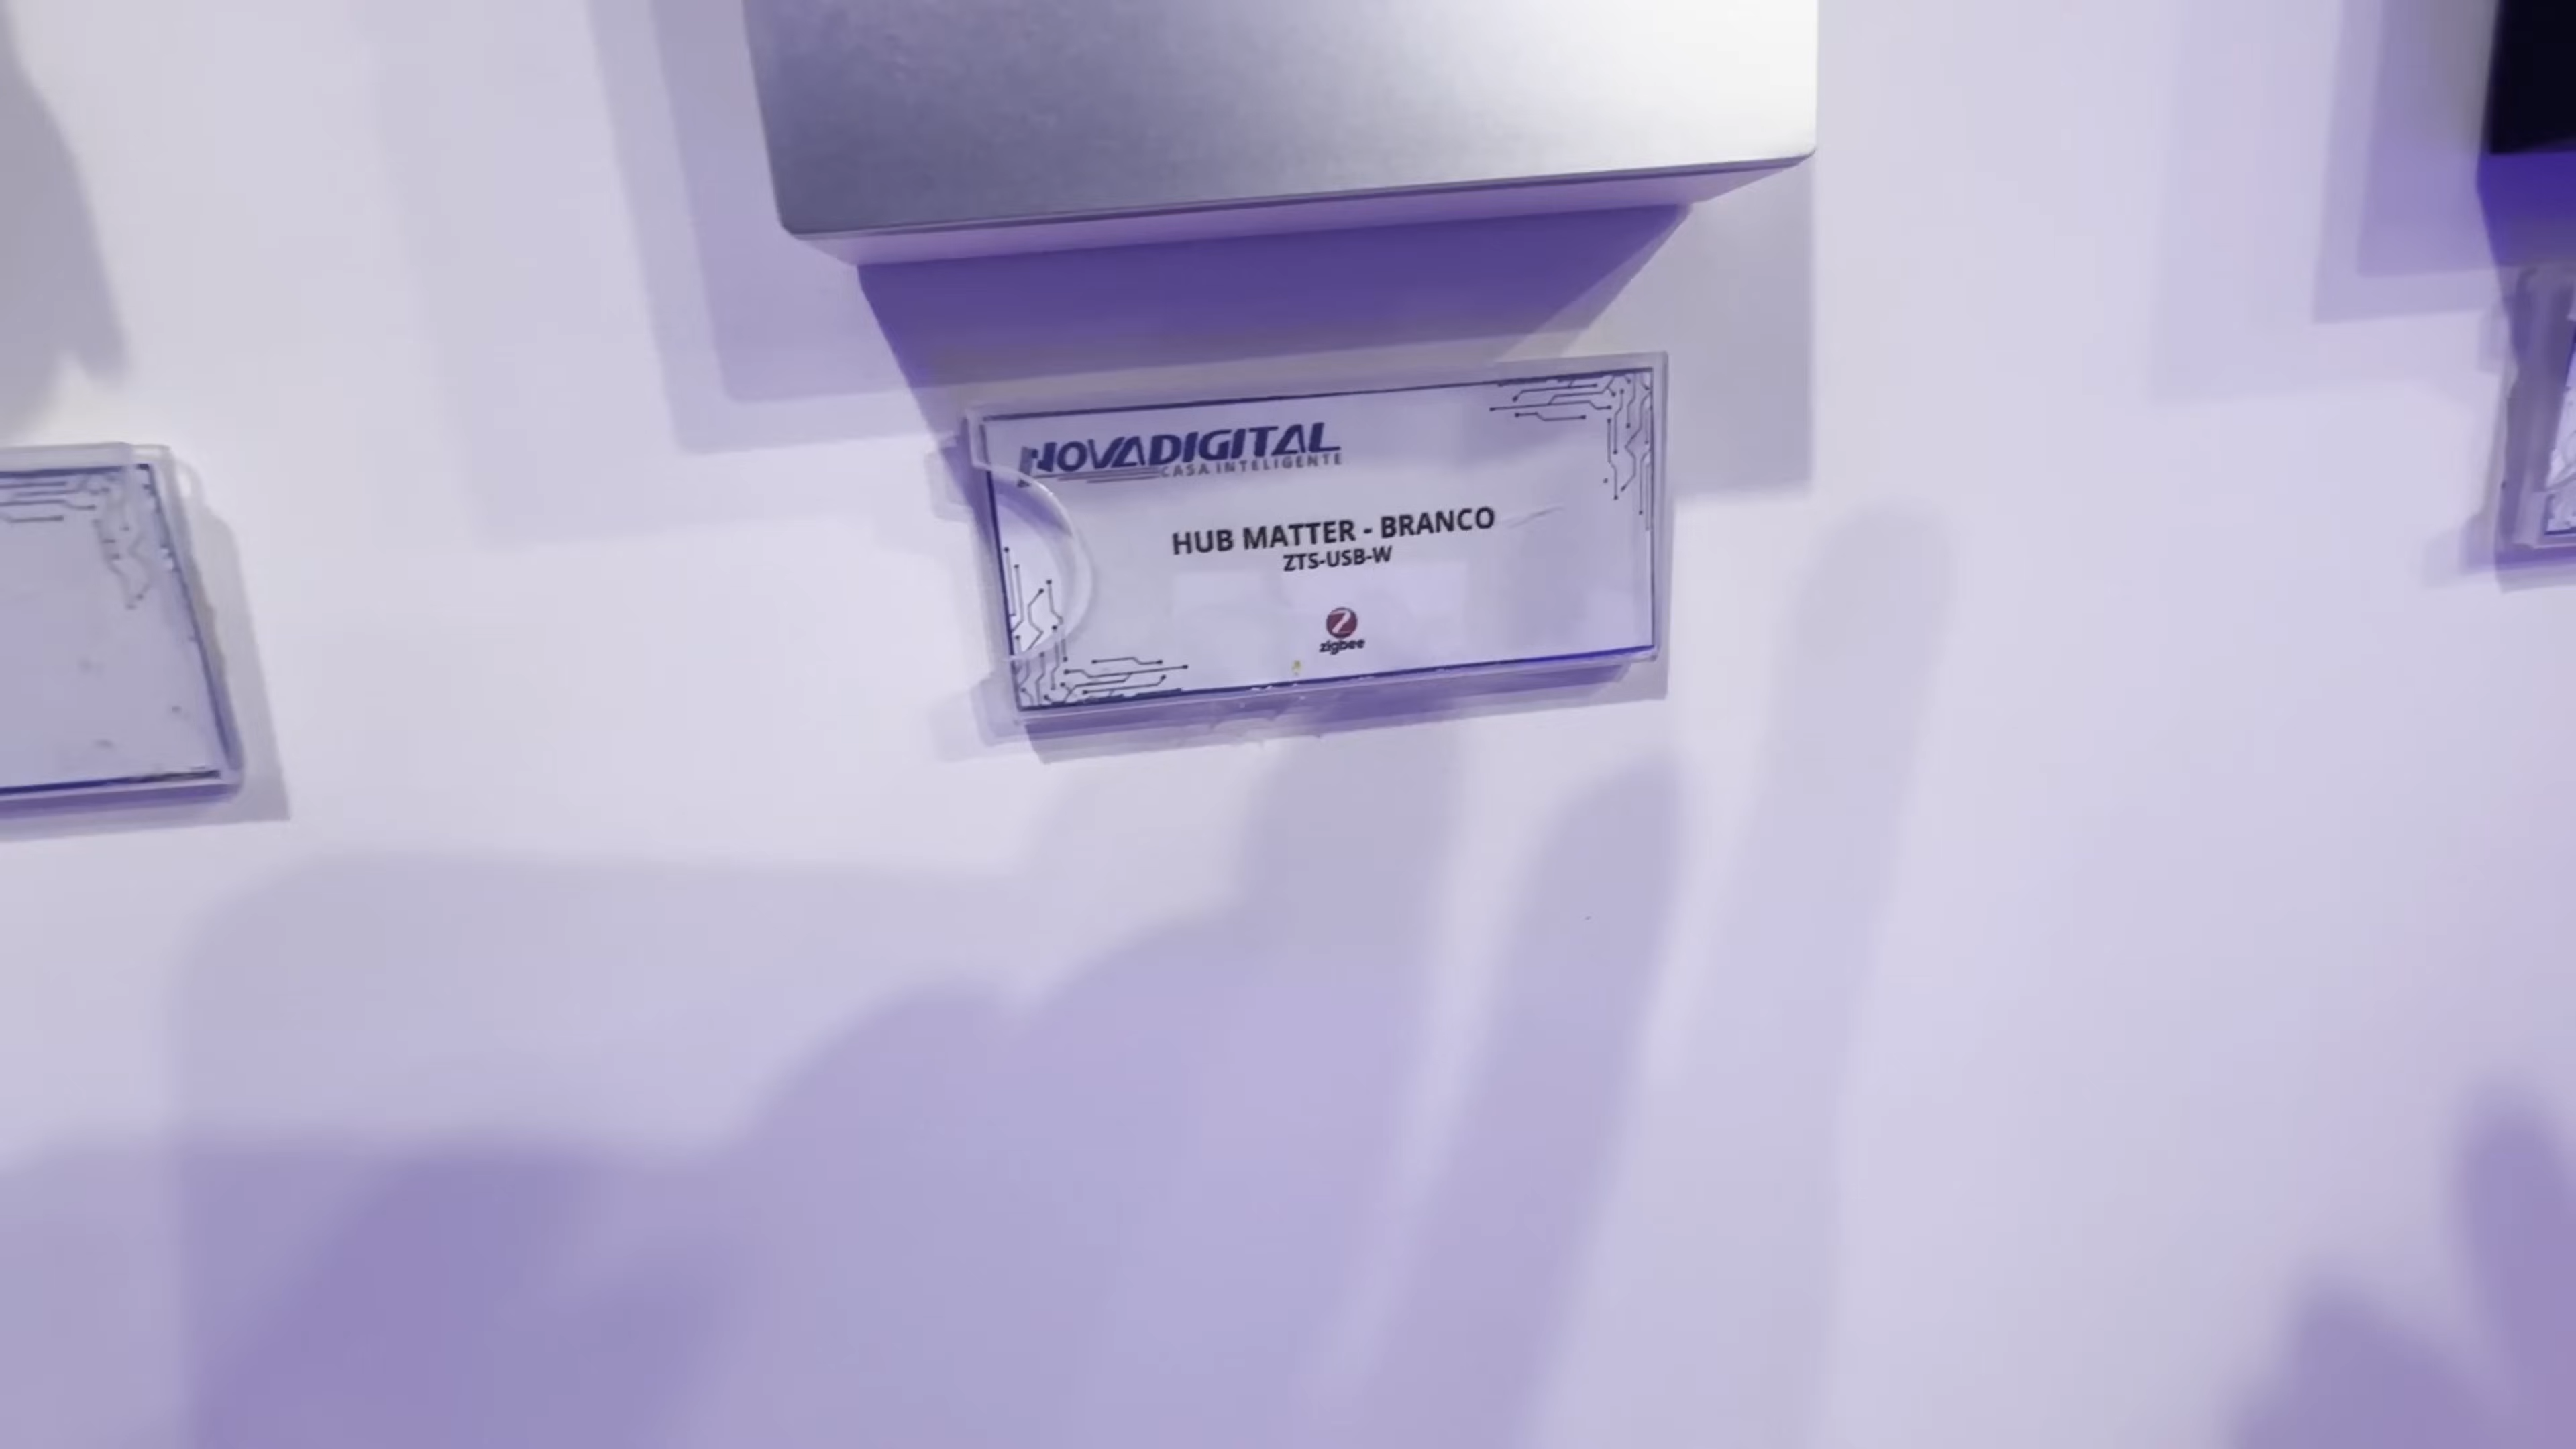 NOVADIGITAL
CASA INTELIGENTE
HUB MATTER - BRANCO
ZTS-USB-W
Z
zigbee